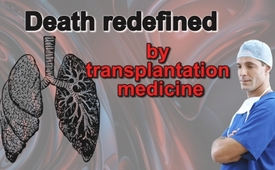 Death redefined
by
transplantation
medicine